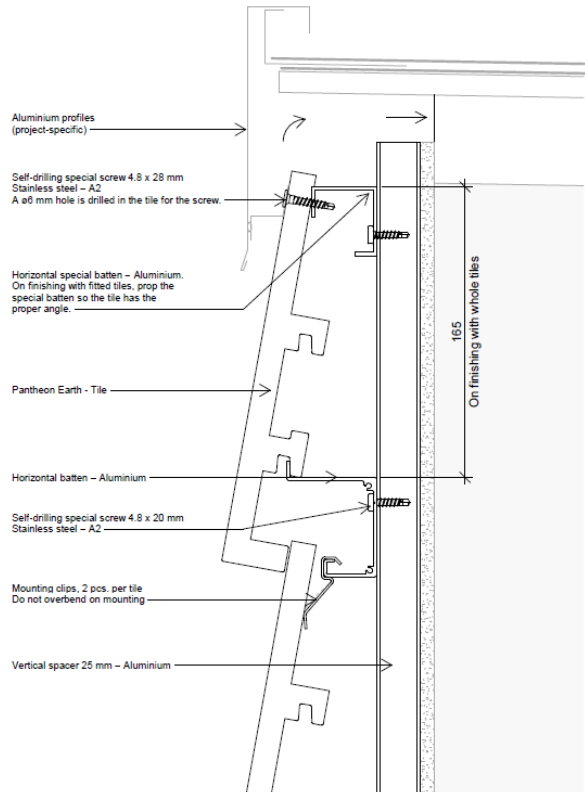 Aluminium profiles
(project-specific)
Self-drilling special screw 4.8 x 28 mm
Stainless steel – A2
A ø6 mm hole is drilled in the tile for the screw.
Horizontal special batten – Aluminium.
On finishing with fitted tiles, prop the
special batten so the tile has the
proper angle.
165
On finishing with whole tiles
Pantheon Earth - Tile
Horizontal batten – Aluminium
Self-drilling special screw 4.8 x 20 mm
Stainless steel – A2
Mounting clips, 2 pcs. per tile
Do not overbend on mounting
Vertical spacer 25 mm – Aluminium